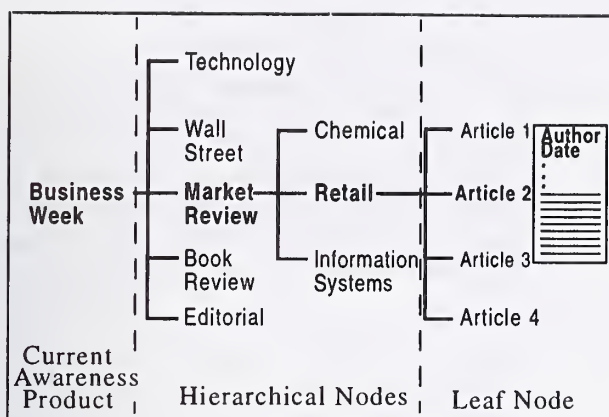 Technology
Wall
Street
Chemical
Article 1
Author
Date
Business
Week
Market
Review
Retail
Article 2
Book
Review
Information
Systems
Article 3
Editorial
Article 4
Current
Awareness
Product
Hierarchical Nodes
Leaf Node